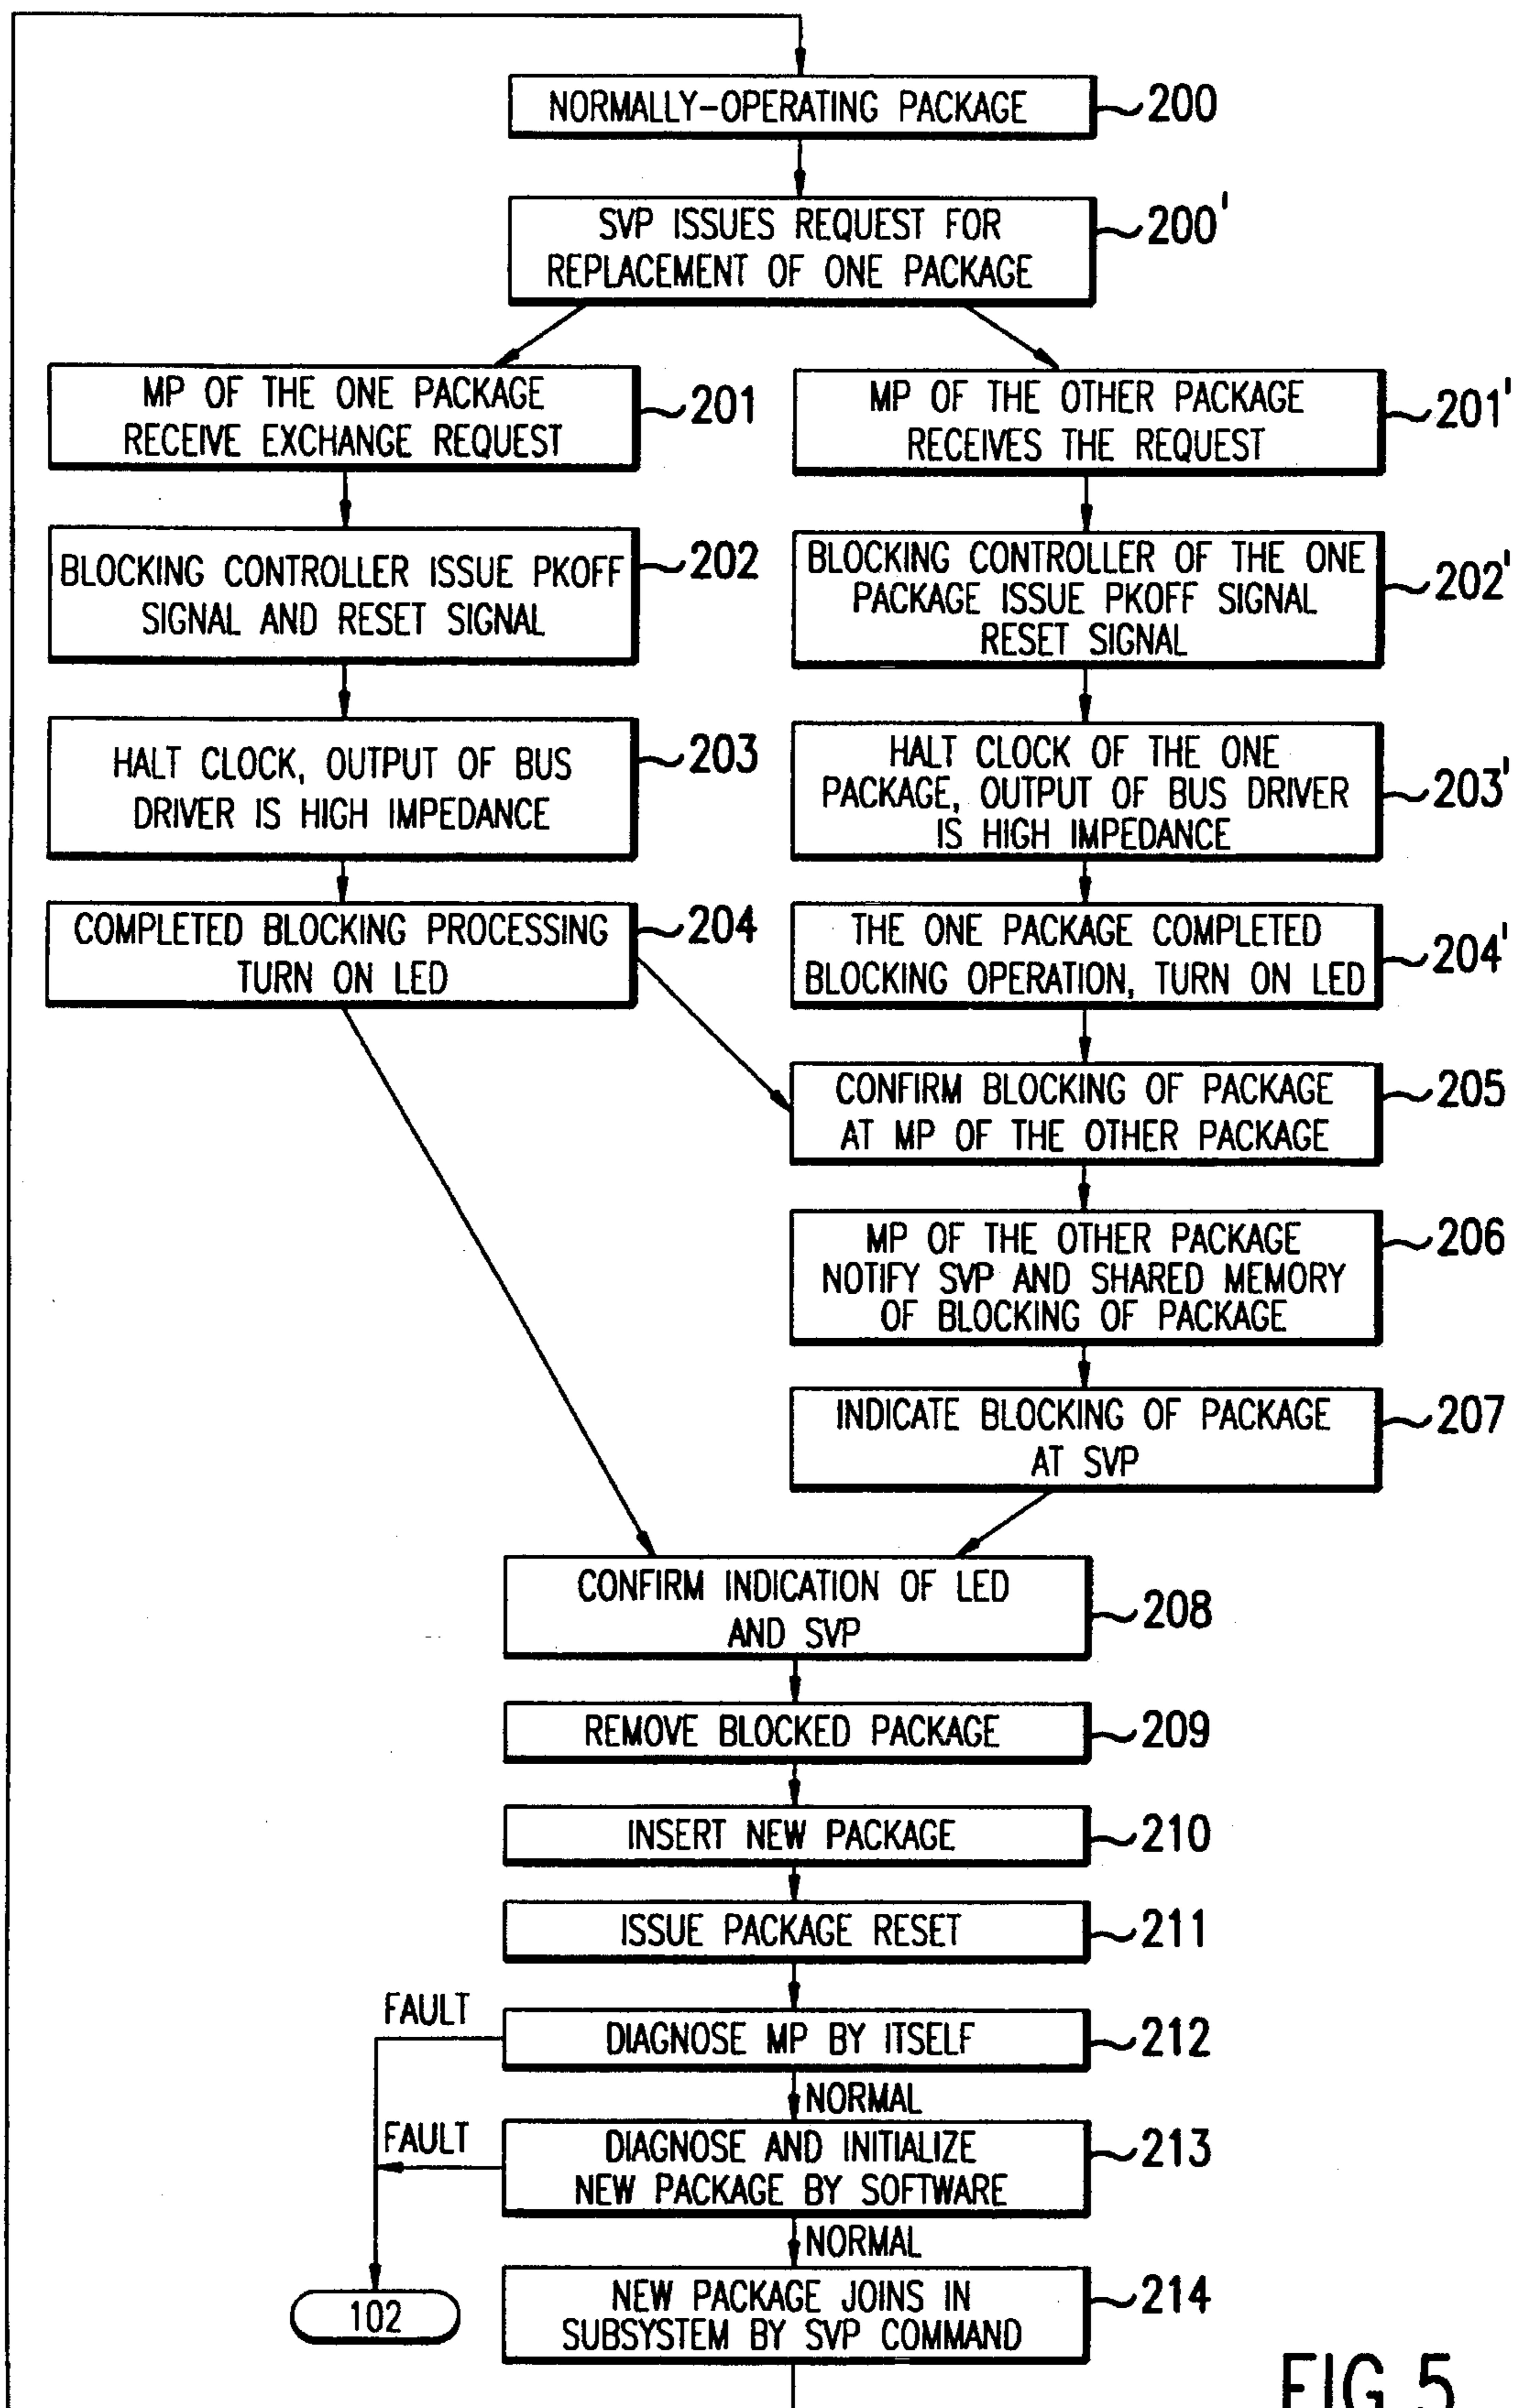 NORMALLY-OPERATING PACKAGE
200
SVP ISSUES REQUEST FOR
REPLACEMENT OF ONE PACKAGE
200'
MP OF THE ONE PACKAGE
RECEIVE EXCHANGE REQUEST
201
MP OF THE OTHER PACKAGE
RECEIVES THE REQUEST
201'
BLOCKING CONTROLLER ISSUE PKOFF
SIGNAL AND RESET SIGNAL
202
BLOCKING CONTROLLER OF THE ONE
PACKAGE ISSUE PKOFF SIGNAL
RESET SIGNAL
202'
HALT CLOCK, OUTPUT OF BUS
DRIVER IS HIGH IMPEDANCE
203
HALT CLOCK OF THE ONE
PACKAGE, OUTPUT OF BUS DRIVER
IS HIGH IMPEDANCE
203'
COMPLETED BLOCKING PROCESSING
TURN ON LED
204
THE ONE PACKAGE COMPLETED
BLOCKING OPERATION, TURN ON LED
204'
CONFIRM BLOCKING OF PACKAGE
AT MP OF THE OTHER PACKAGE
205
MP OF THE OTHER PACKAGE
NOTIFY SVP AND SHARED MEMORY
OF BLOCKING OF PACKAGE
206
INDICATE BLOCKING OF PACKAGE
AT SVP
207
CONFIRM INDICATION OF LED
AND SVP
208
REMOVE BLOCKED PACKAGE
209
INSERT NEW PACKAGE
210
ISSUE PACKAGE RESET
211
FAULT
DIAGNOSE MP BY ITSELF
212
NORMAL
FAULT
DIAGNOSE AND INITIALIZE
NEW PACKAGE BY SOFTWARE
213
NORMAL
102
NEW PACKAGE JOINS IN
SUBSYSTEM BY SVP COMMAND
214
FIG.5